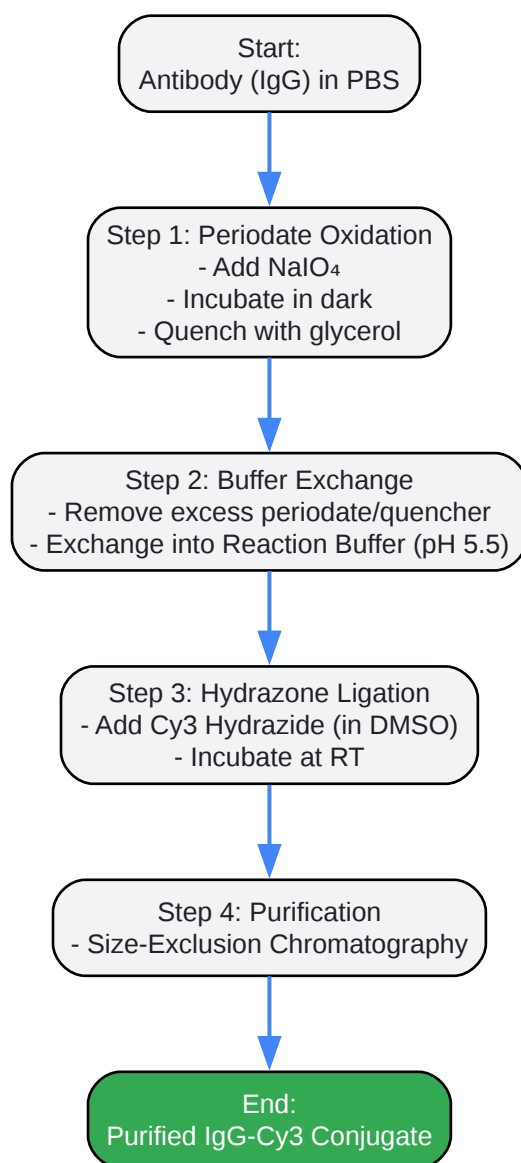 Start:
Antibody (IgG) in PBS
Step 1: Periodate Oxidation
- Add NaIO₄
- Incubate in dark
- Quench with glycerol
Step 2: Buffer Exchange
- Remove excess periodate/quencher
- Exchange into Reaction Buffer (pH 5.5)
Step 3: Hydrazone Ligation
- Add Cy3 Hydrazide (in DMSO)
- Incubate at RT
Step 4: Purification
- Size-Exclusion Chromatography
End:
Purified IgG-Cy3 Conjugate